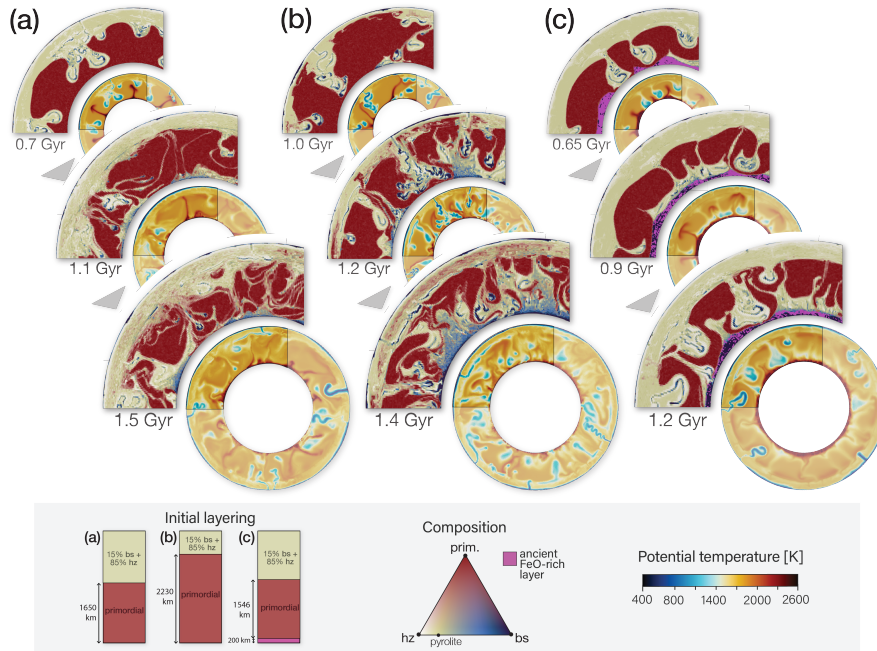 (a)
(b)
(c)
0.7 Gyr
1.0 Gyr
0.65 Gyr
1.1 Gyr
1.2 Gyr
0.9 Gyr
1.5 Gyr
1.4 Gyr
1.2 Gyr
Initial layering
(a)
(b)
(c)
15% bs +
85% hz
15% bs +
85% hz
15% bs +
85% hz
1650
km
primordial
2230
km
primordial
1546
km
primordial
200 km
Composition
prim.
hz
pyrolite
bs
ancient
FeO-rich
layer
Potential temperature [K]
400 800 1400 2000 2600